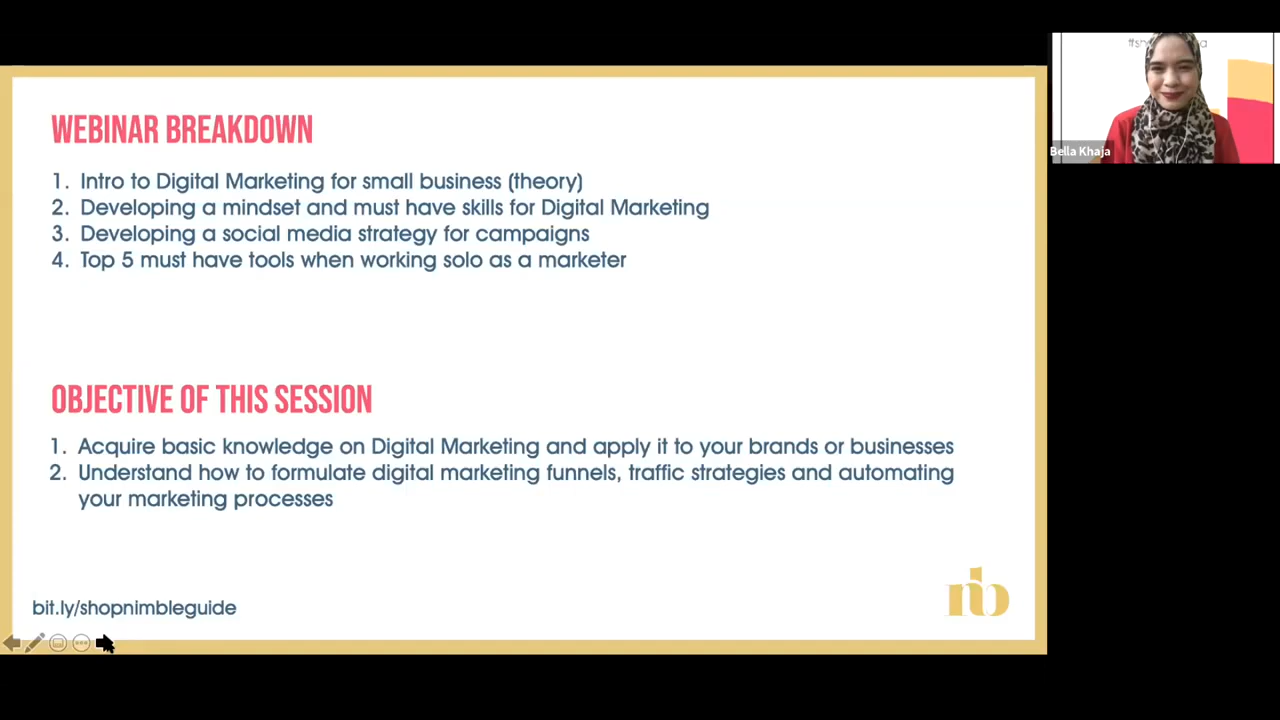 WEBINAR BREAKDOWN
1. Intro to Digital Marketing for small business (theory)
2. Developing a mindset and must have skills for Digital Marketing
3. Developing a social media strategy for campaigns
4. Top 5 must have tools when working solo as a marketer
OBJECTIVE OF THIS SESSION
1. Acquire basic knowledge on Digital Marketing and apply it to your brands or businesses
2. Understand how to formulate digital marketing funnels, traffic strategies and automating
your marketing processes
bit.ly/shopnimbleguide
nb
Bella Khaja